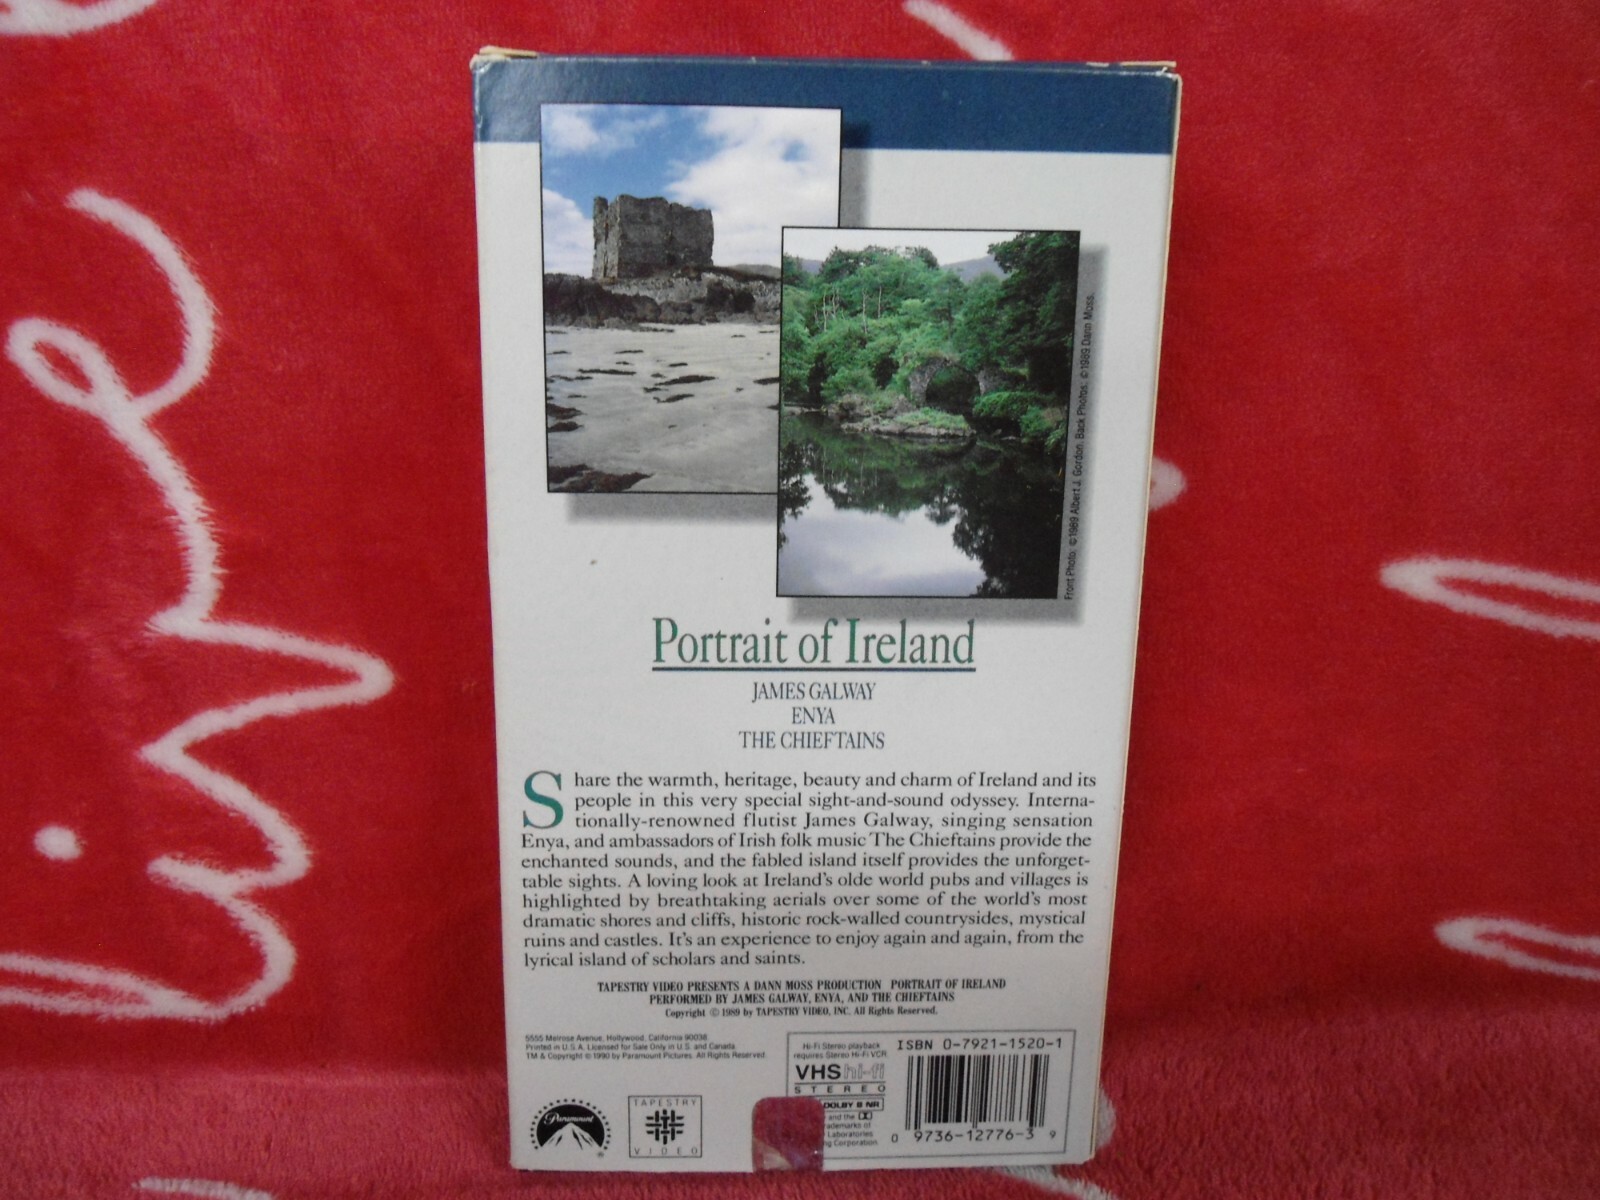 Front Photo: ©1989 Albert J. Gordon. Back Photos: ©1989 Dann Moss.
Portrait of Ireland
JAMES GALWAY
ENYA
THE CHIEFTAINS
Share the warmth, heritage, beauty and charm of Ireland and its
people in this very special sight-and-sound odyssey. Interna-
tionally-renowned flutist James Galway, singing sensation
Enya, and ambassadors of Irish folk music The Chieftains provide the
enchanted sounds, and the fabled island itself provides the unforget-
table sights. A loving look at Ireland's olde world pubs and villages is
highlighted by breathtaking aerials over some of the world's most
dramatic shores and cliffs, historic rock-walled countrysides, mystical
ruins and castles. It's an experience to enjoy again and again, from the
lyrical island of scholars and saints.
TAPESTRY VIDEO PRESENTS A DANN MOSS PRODUCTION PORTRAIT OF IRELAND
PERFORMED BY JAMES GALWAY, ENYA, AND THE CHIEFTAINS
Copyright © 1989 by TAPESTRY VIDEO, INC. All Rights Reserved.
5555 Melrose Avenue, Hollywood, California 90038
Printed in U.S.A. Licensed for Sale Only in U.S. and Canada.
TM & Copyright © 1990 by Paramount Pictures. All Rights Reserved.
Paramount
®
TAPESTRY
VIDEO
Hi-Fi Stereo playback
requires Stereo Hi-Fi VCR
VHS hi-fi
STEREO
DOLBY B NR
and the
Laboratories
Corporation
ISBN 0-7921-1520-1
0 9736-12776-3 9